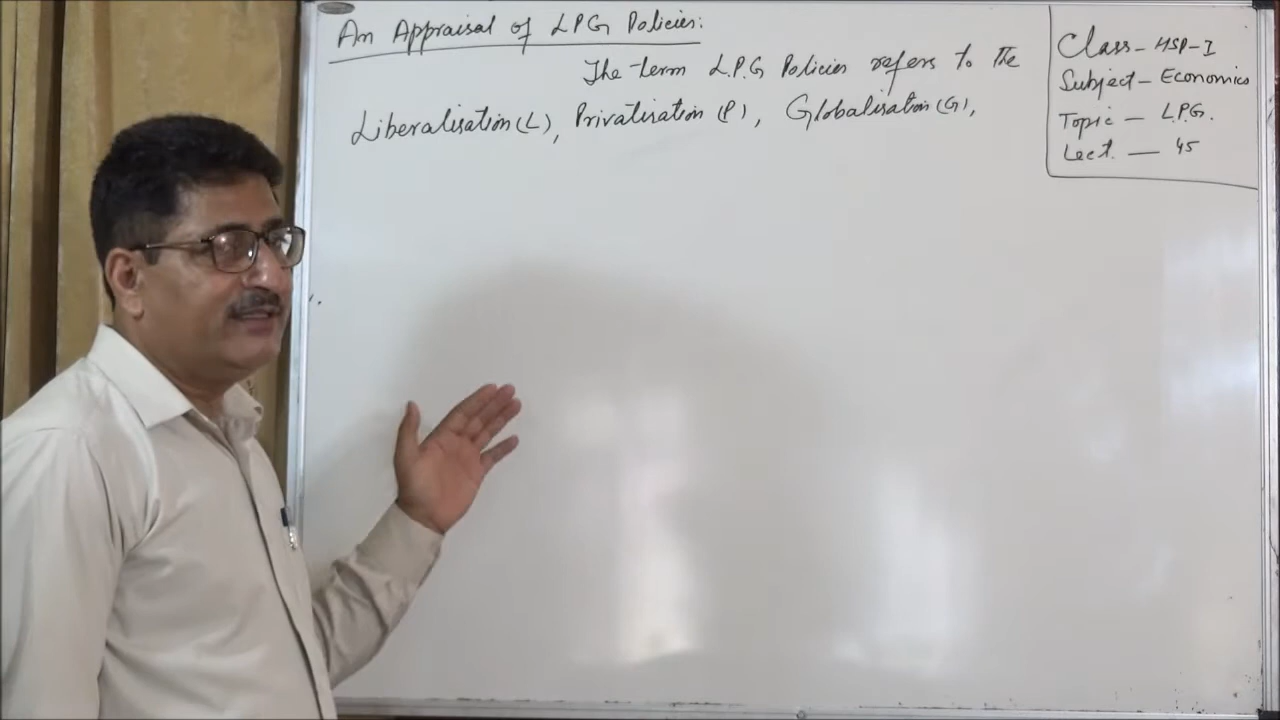 An Appraisal of L.P.G Policies:
The term L.P.G Policies refers to the
Liberalisation (L), Privatisation (P), Globalisation (G),
Class - HSP-I
Subject - Economics
Topic - L.P.G.
Lect. - 45